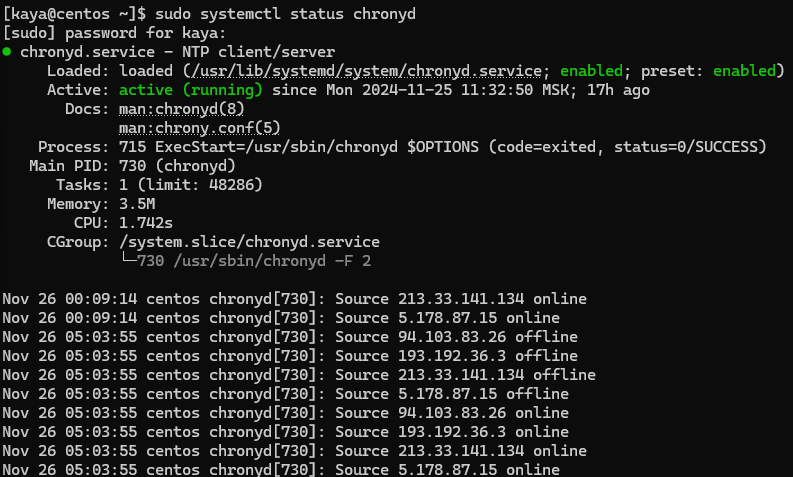 [kaya@centos ~]$ sudo systemctl status chronyd
[sudo] password for kaya:
● chronyd.service - NTP client/server
     Loaded: loaded (/usr/lib/systemd/system/chronyd.service; enabled; preset: enabled)
     Active: active (running) since Mon 2024-11-25 11:32:50 MSK; 17h ago
       Docs: man:chronyd(8)
             man:chrony.conf(5)
    Process: 715 ExecStart=/usr/sbin/chronyd $OPTIONS (code=exited, status=0/SUCCESS)
   Main PID: 730 (chronyd)
      Tasks: 1 (limit: 48286)
     Memory: 3.5M
        CPU: 1.742s
     CGroup: /system.slice/chronyd.service
             └─730 /usr/sbin/chronyd -F 2

Nov 26 00:09:14 centos chronyd[730]: Source 213.33.141.134 online
Nov 26 00:09:14 centos chronyd[730]: Source 5.178.87.15 online
Nov 26 05:03:55 centos chronyd[730]: Source 94.103.83.26 offline
Nov 26 05:03:55 centos chronyd[730]: Source 193.192.36.3 offline
Nov 26 05:03:55 centos chronyd[730]: Source 213.33.141.134 offline
Nov 26 05:03:55 centos chronyd[730]: Source 5.178.87.15 offline
Nov 26 05:03:55 centos chronyd[730]: Source 94.103.83.26 online
Nov 26 05:03:55 centos chronyd[730]: Source 193.192.36.3 online
Nov 26 05:03:55 centos chronyd[730]: Source 213.33.141.134 online
Nov 26 05:03:55 centos chronyd[730]: Source 5.178.87.15 online